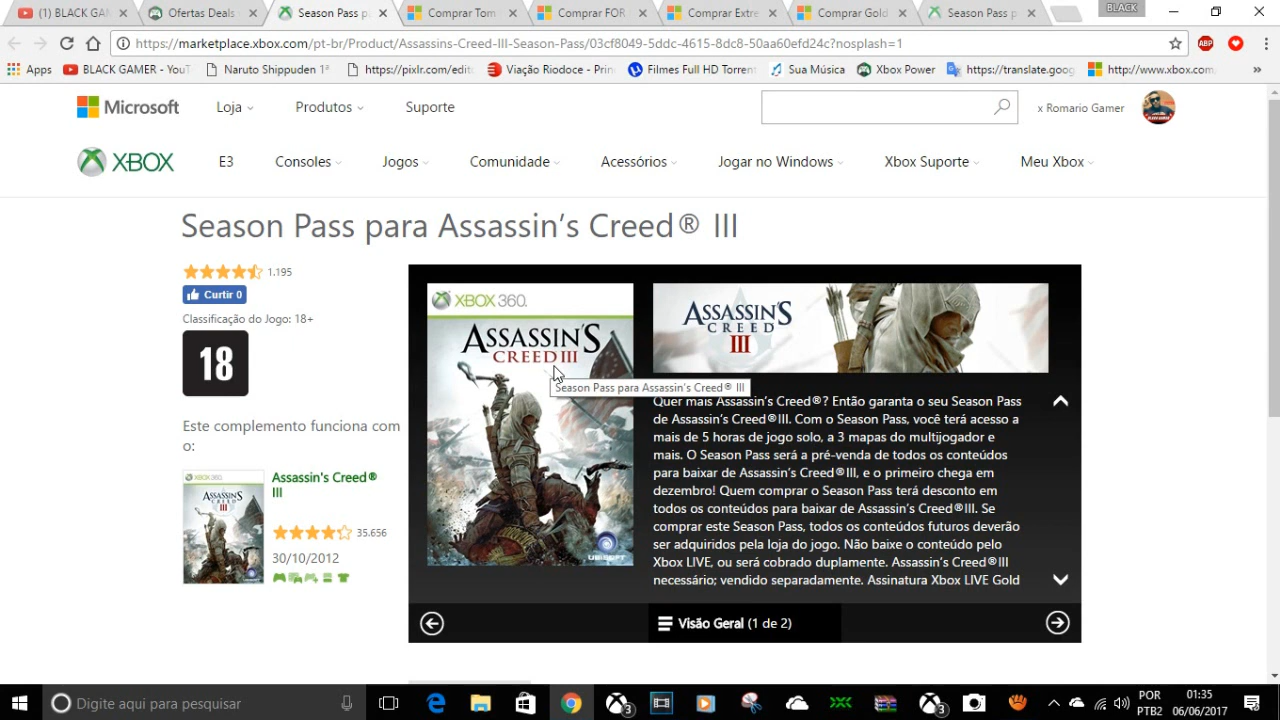 (1) BLACK GAM
Ofertas Deals
Season Pass p
Comprar Tom
Comprar FOR
Comprar Extre
Comprar Gold
Season Pass p
BLACK
https://marketplace.xbox.com/pt-br/Product/Assassins-Creed-III-Season-Pass/03cf8049-5ddc-4615-8dc8-50aa60efd24c?nosplash=1
ABP
Apps
BLACK GAMER - YouT
Naruto Shippuden 1ª
https://pixlr.com/edit
Viação Riodoce - Prin
Filmes Full HD Torrent
Sua Música
Xbox Power
https://translate.goog
http://www.xbox.com
»
Microsoft
Loja
Produtos
Suporte
x Romario Gamer
XBOX
E3
Consoles
Jogos
Comunidade
Acessórios
Jogar no Windows
Xbox Suporte
Meu Xbox
Season Pass para Assassin’s Creed® III
1.195
Curtir 0
Classificação do Jogo: 18+
18
Este complemento funciona com
o:
XBOX 360
ASSASSIN'S
CREED III
Assassin's Creed®
III
35.656
30/10/2012
XBOX 360.
ASSASSIN'S
CREED III
UBISOFT
Season Pass para Assassin’s Creed® III
ASSASSIN'S
CREED
III
Quer mais Assassin’s Creed®? Então garanta o seu Season Pass
de Assassin’s Creed®III. Com o Season Pass, você terá acesso a
mais de 5 horas de jogo solo, a 3 mapas do multijogador e
mais. O Season Pass será a pré-venda de todos os conteúdos
para baixar de Assassin’s Creed®III, e o primeiro chega em
dezembro! Quem comprar o Season Pass terá desconto em
todos os conteúdos para baixar de Assassin’s Creed®III. Se
comprar este Season Pass, todos os conteúdos futuros deverão
ser adquiridos pela loja do jogo. Não baixe o conteúdo pelo
Xbox LIVE, ou será cobrado duplamente. Assassin’s Creed®III
necessário; vendido separadamente. Assinatura Xbox LIVE Gold
Visão Geral (1 de 2)
Digite aqui para pesquisar
3
3
POR
PTB2
01:35
06/06/2017